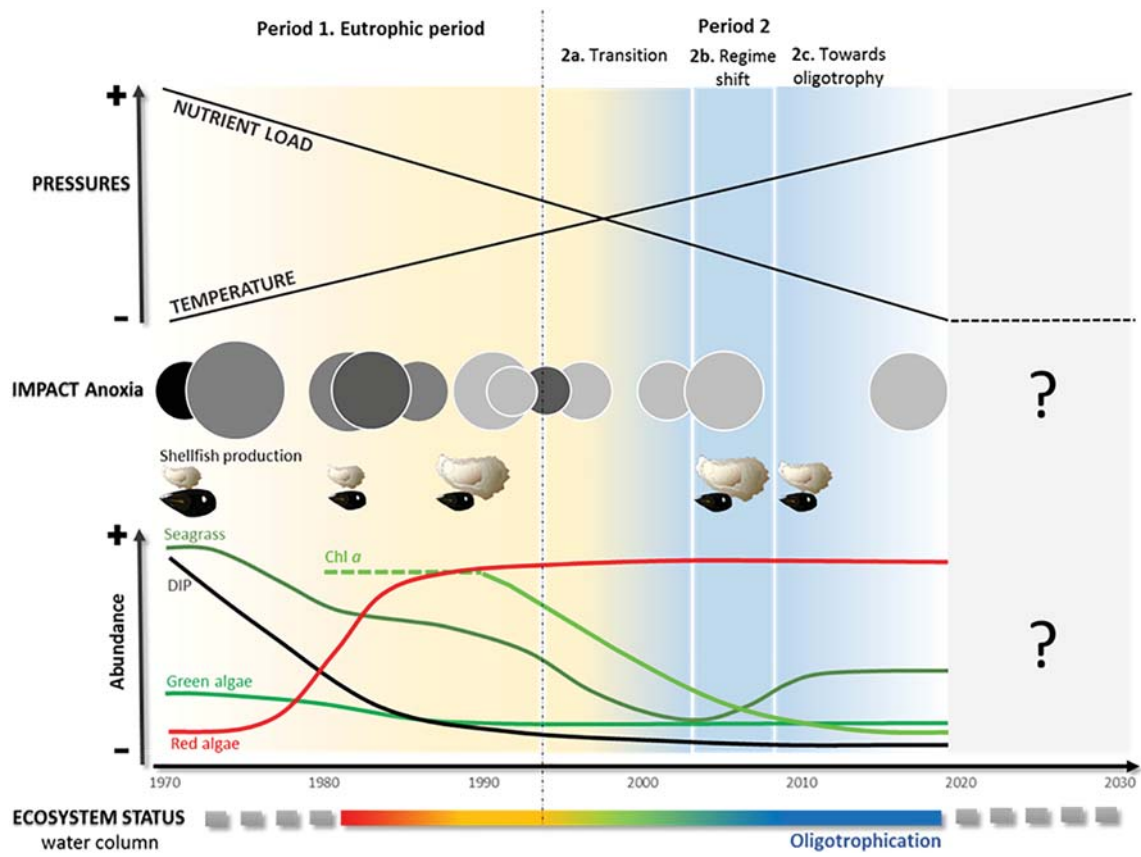 Period 1. Eutrophic period
Period 2
2a. Transition
2b. Regime
shift
2c. Towards
oligotrophy
+
NUTRIENT LOAD
PRESSURES
TEMPERATURE
-
IMPACT Anoxia
?
Shellfish production
+
Seagrass
Chl a
DIP
Abundance
?
Green algae
Red algae
-
1970
1980
1990
2000
2010
2020
2030
ECOSYSTEM STATUS
water column
Oligotrophication